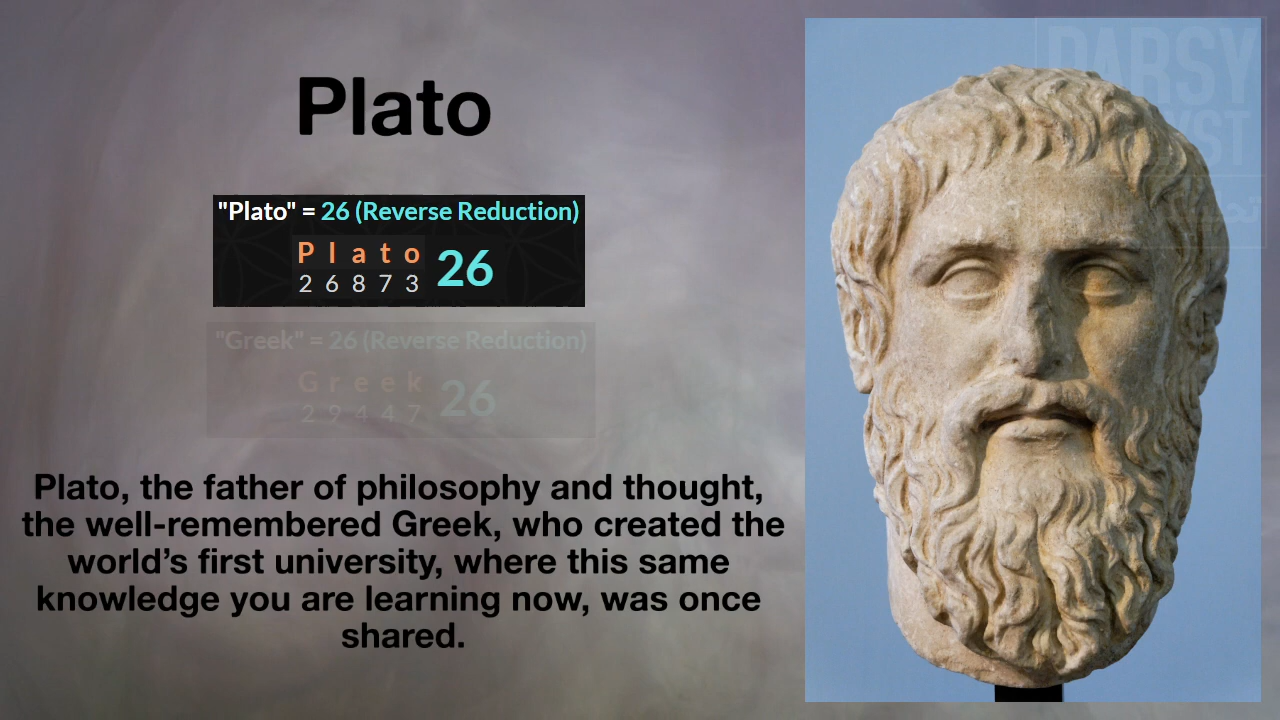 Plato
"Plato" = 26 (Reverse Reduction)
P l a t o 26
2 6 8 7 3
"Greek" = 26 (Reverse Reduction)
G r e e k 26
2 9 4 4 7
Plato, the father of philosophy and thought,
the well-remembered Greek, who created the
world’s first university, where this same
knowledge you are learning now, was once
shared.